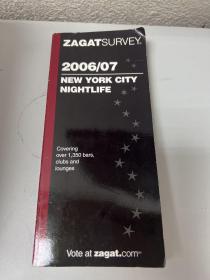 ZAGATSURVEY®
2006/07
NEW YORK CITY
NIGHTLIFE
Covering
over 1,350 bars,
clubs and
lounges
Vote at zagat.com